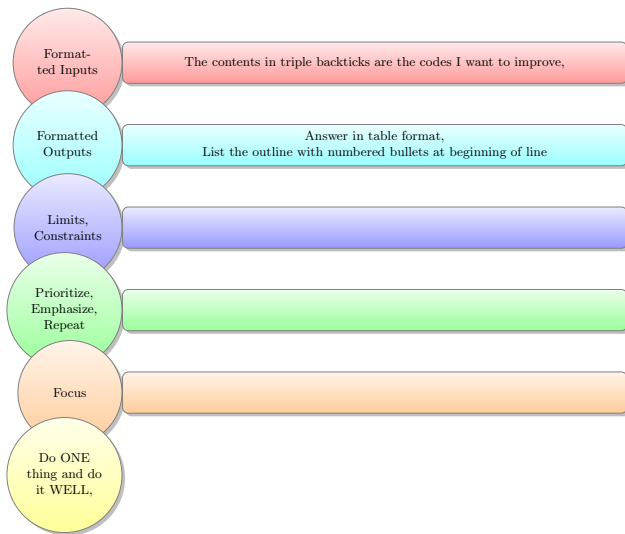 Format-
ted Inputs
The contents in triple backticks are the codes I want to improve,
Formatted
Outputs
Answer in table format,
List the outline with numbered bullets at beginning of line
Limits,
Constraints
Prioritize,
Emphasize,
Repeat
Focus
Do ONE
thing and do
it WELL,